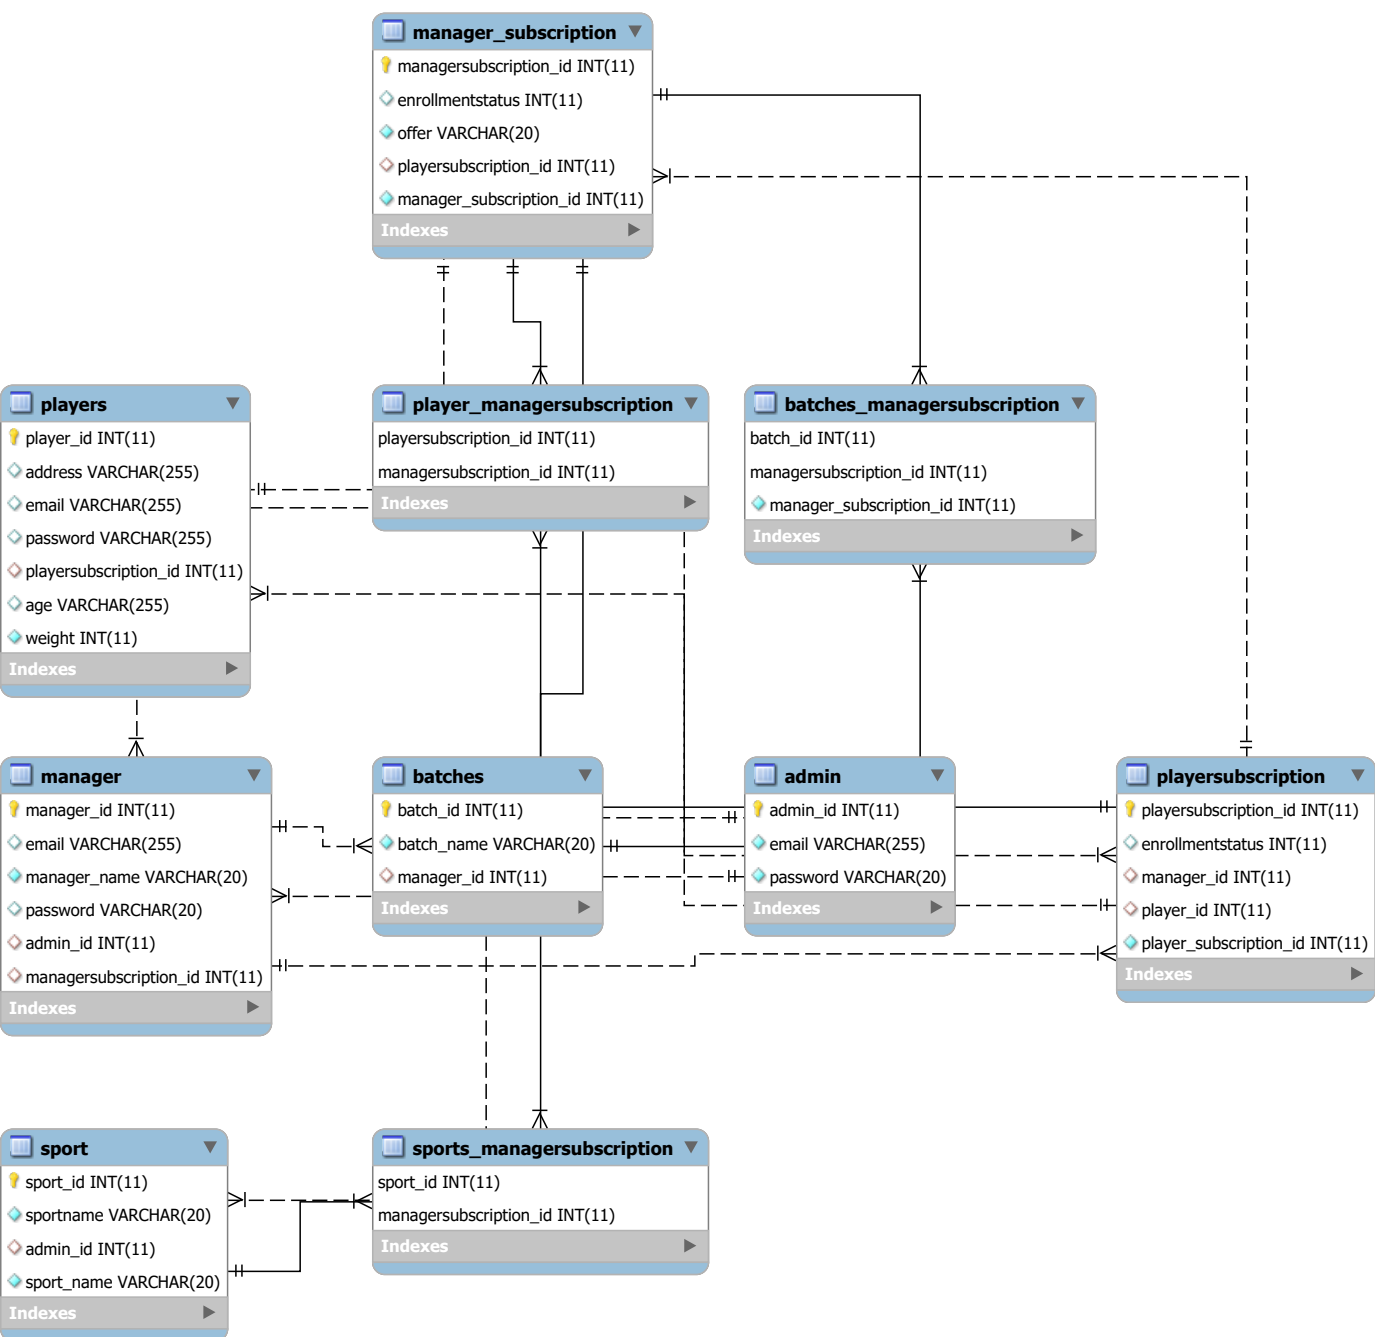 manager_subscription
managersubscription_id INT(11)
enrollmentstatus INT(11)
offer VARCHAR(20)
playersubscription_id INT(11)
manager_subscription_id INT(11)
Indexes
players
player_id INT(11)
address VARCHAR(255)
email VARCHAR(255)
password VARCHAR(255)
playersubscription_id INT(11)
age VARCHAR(255)
weight INT(11)
Indexes
player_managersubscription
playersubscription_id INT(11)
managersubscription_id INT(11)
Indexes
batches_managersubscription
batch_id INT(11)
managersubscription_id INT(11)
manager_subscription_id INT(11)
Indexes
manager
manager_id INT(11)
email VARCHAR(255)
manager_name VARCHAR(20)
password VARCHAR(20)
admin_id INT(11)
managersubscription_id INT(11)
Indexes
batches
batch_id INT(11)
batch_name VARCHAR(20)
manager_id INT(11)
Indexes
admin
admin_id INT(11)
email VARCHAR(255)
password VARCHAR(20)
Indexes
playersubscription
playersubscription_id INT(11)
enrollmentstatus INT(11)
manager_id INT(11)
player_id INT(11)
player_subscription_id INT(11)
Indexes
sport
sport_id INT(11)
sportname VARCHAR(20)
admin_id INT(11)
sport_name VARCHAR(20)
Indexes
sports_managersubscription
sport_id INT(11)
managersubscription_id INT(11)
Indexes